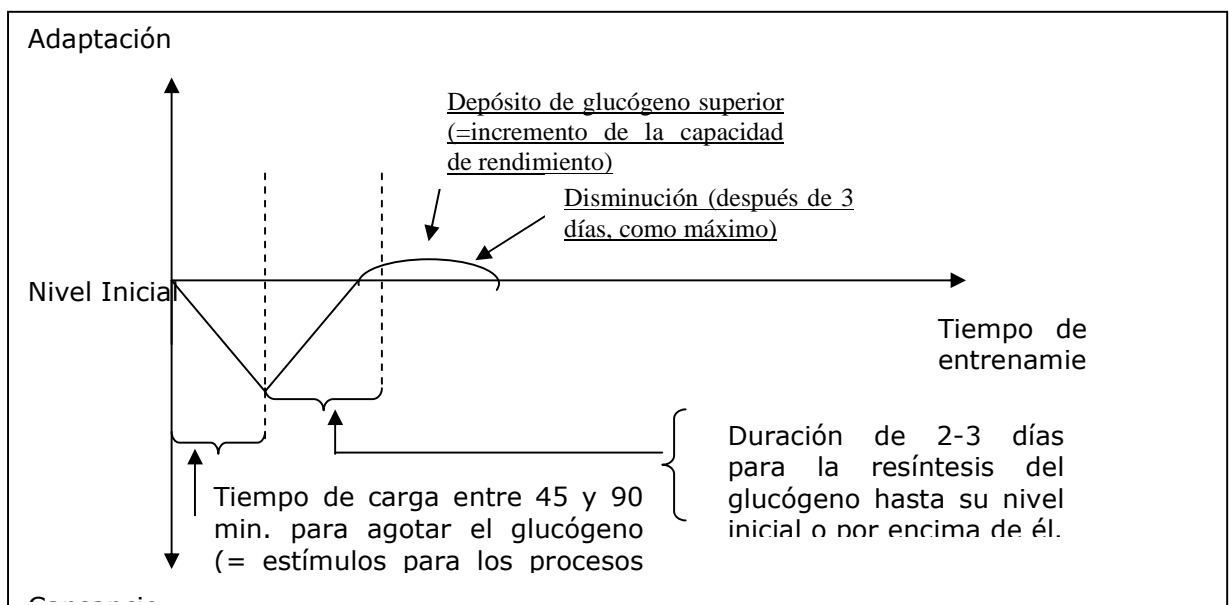 Adaptación
Depósito de glucógeno superior
(=incremento de la capacidad
de rendimiento)
Disminución (después de 3
días, como máximo)
Nivel Inicial
Tiempo de
entrenamie
Duración de 2-3 días
para la resíntesis del
glucógeno hasta su nivel
inicial o por encima de él.
Tiempo de carga entre 45 y 90
min. para agotar el glucógeno
(= estímulos para los procesos
Cansancio